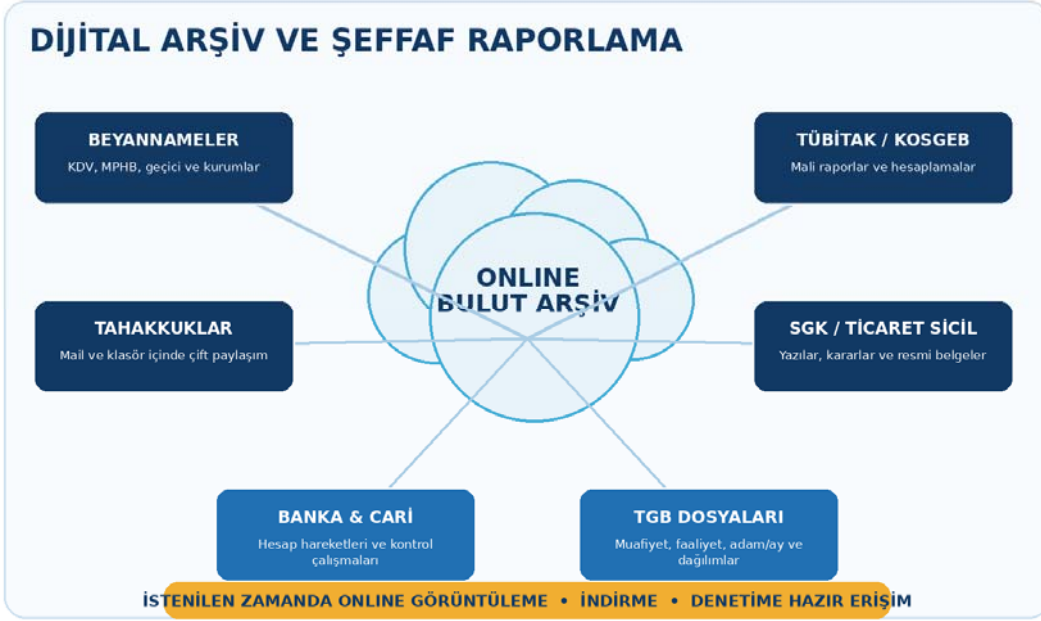 DİJİTAL ARŞİV VE ŞEFFAF RAPORLAMA
BEYANNAMELER
KDV, MPHB, geçici ve kurumlar
TÜBİTAK / KOSGEB
Mali raporlar ve hesaplamalar
ONLINE
BULUT ARŞİV
TAHAKKUKLAR
Mail ve klasör içinde çift paylaşım
SGK / TİCARET SİCİL
Yazılar, kararlar ve resmi belgeler
BANKA & CARİ
Hesap hareketleri ve kontrol
çalışmaları
TGB DOSYALARI
Muafiyet, faaliyet, adam/ay ve
dağılımlar
İSTENİLEN ZAMANDA ONLINE GÖRÜNTÜLEME • İNDİRME • DENETİME HAZIR ERİŞİM